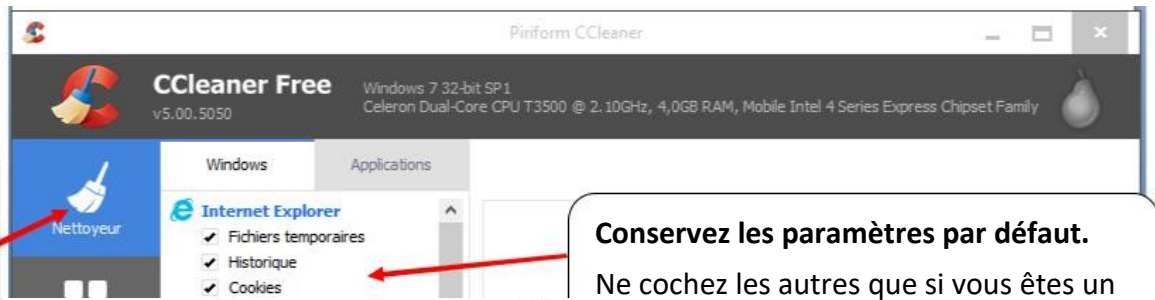 Piriform CCleaner
CCleaner Free
v5.00.5050
Windows 7 32-bit SP1
Celeron Dual-Core CPU T3500 @ 2.10GHz, 4,0GB RAM, Mobile Intel 4 Series Express Chipset Family
Nettoyeur
Windows Applications
Internet Explorer
Fichiers temporaires
Historique
Cookies
Conservez les paramètres par défaut.
Ne cochez les autres que si vous êtes un